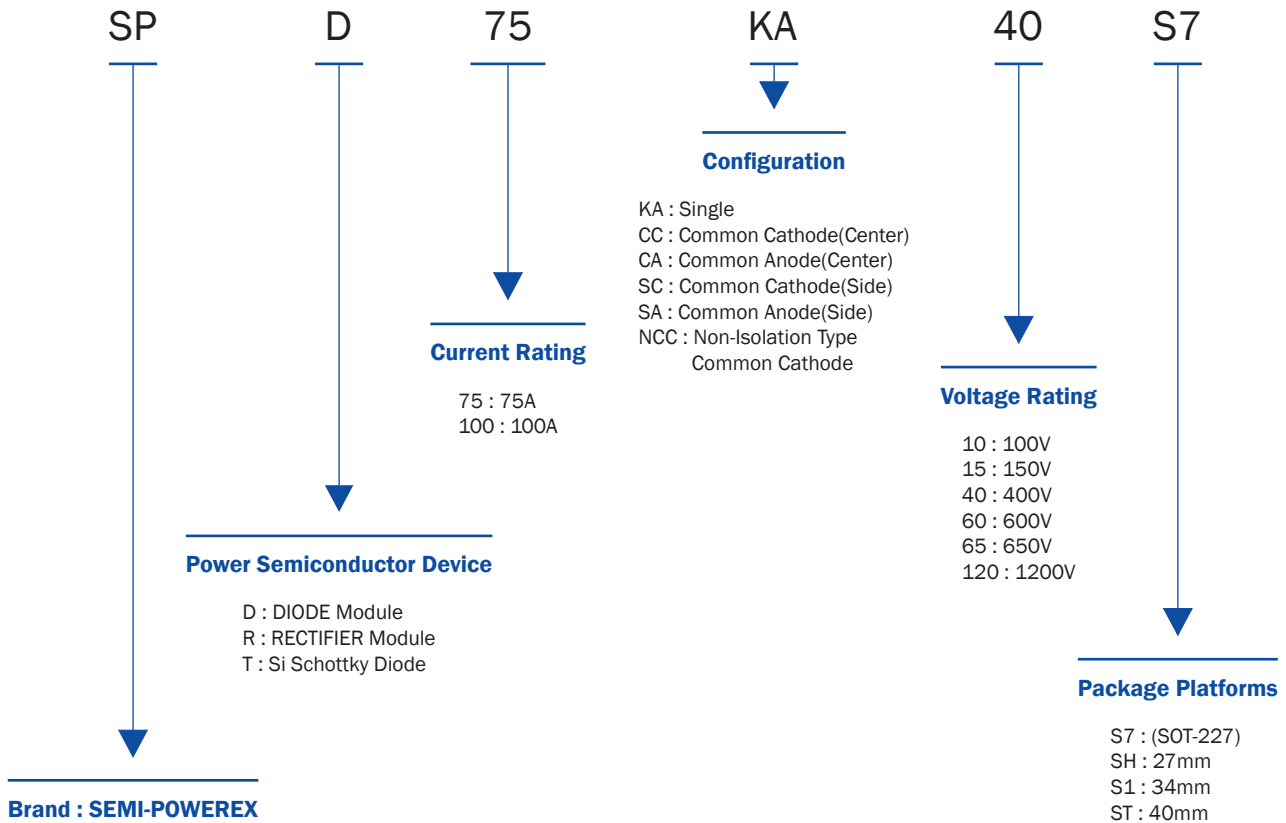 SP D 75 KA 40 S7
Configuration
KA : Single
CC : Common Cathode(Center)
CA : Common Anode(Center)
SC : Common Cathode(Side)
SA : Common Anode(Side)
NCC : Non-Isolation Type
Common Cathode
Current Rating
75 : 75A
100 : 100A
Voltage Rating
10 : 100V
15 : 150V
40 : 400V
60 : 600V
65 : 650V
120 : 1200V
Power Semiconductor Device
D : DIODE Module
R : RECTIFIER Module
T : Si Schottky Diode
Package Platforms
S7 : (SOT-227)
SH : 27mm
S1 : 34mm
ST : 40mm
Brand : SEMI-POWEREX